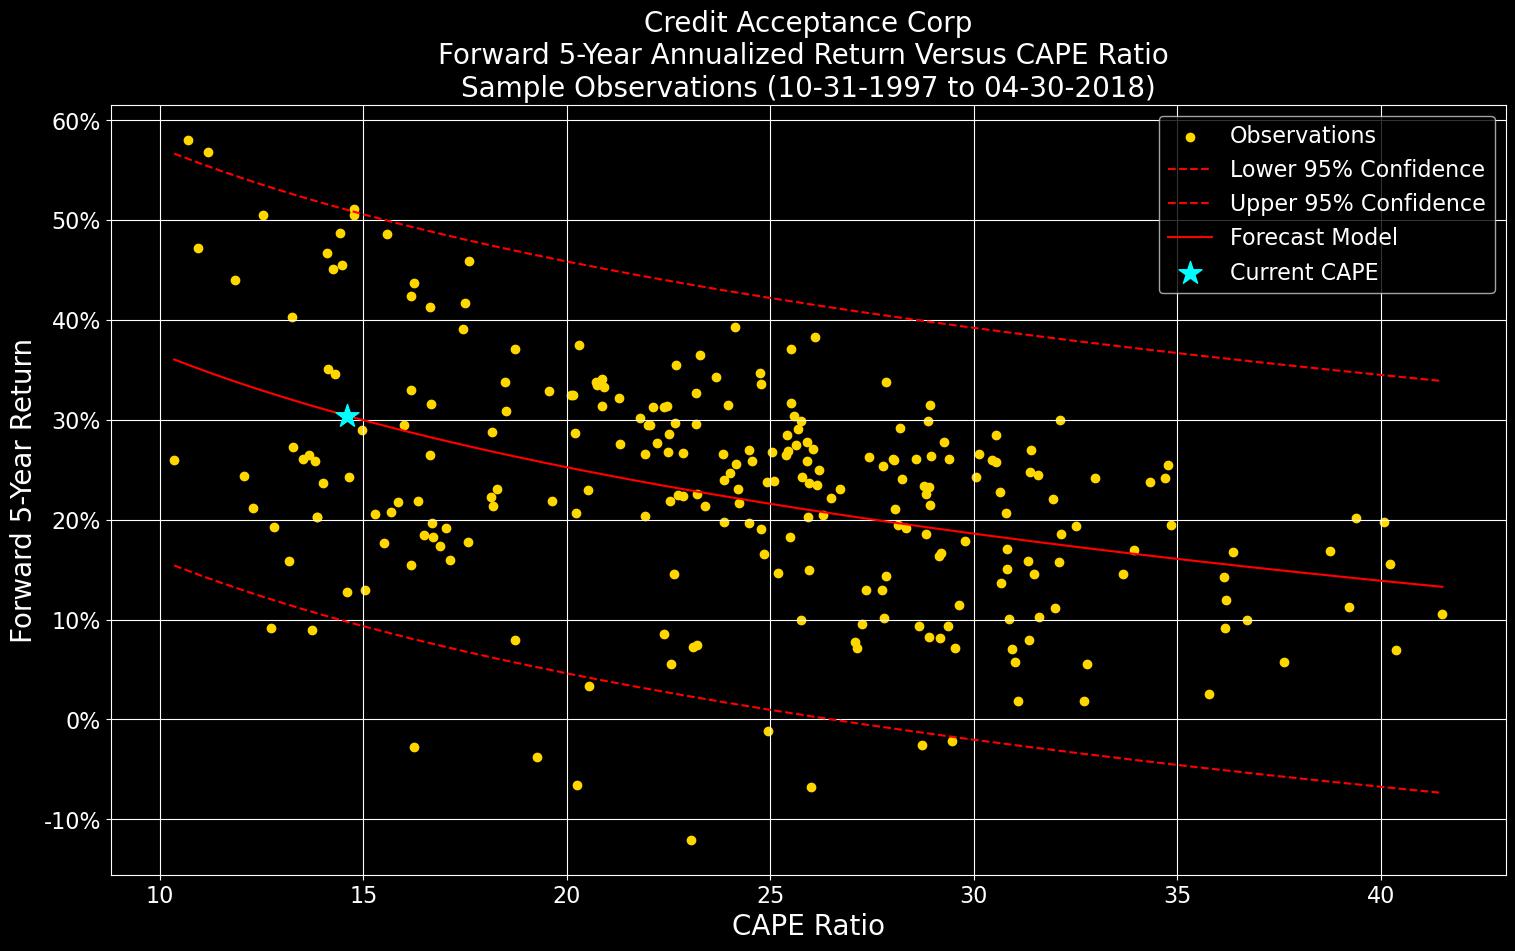 Credit Acceptance Corp
Forward 5-Year Annualized Return Versus CAPE Ratio
Sample Observations (10-31-1997 to 04-30-2018)
Observations
Lower 95% Confidence
Upper 95% Confidence
Forecast Model
Current CAPE
Forward 5-Year Return
60%
50%
40%
30%
20%
10%
0%
-10%
10 15 20 25 30 35 40
CAPE Ratio